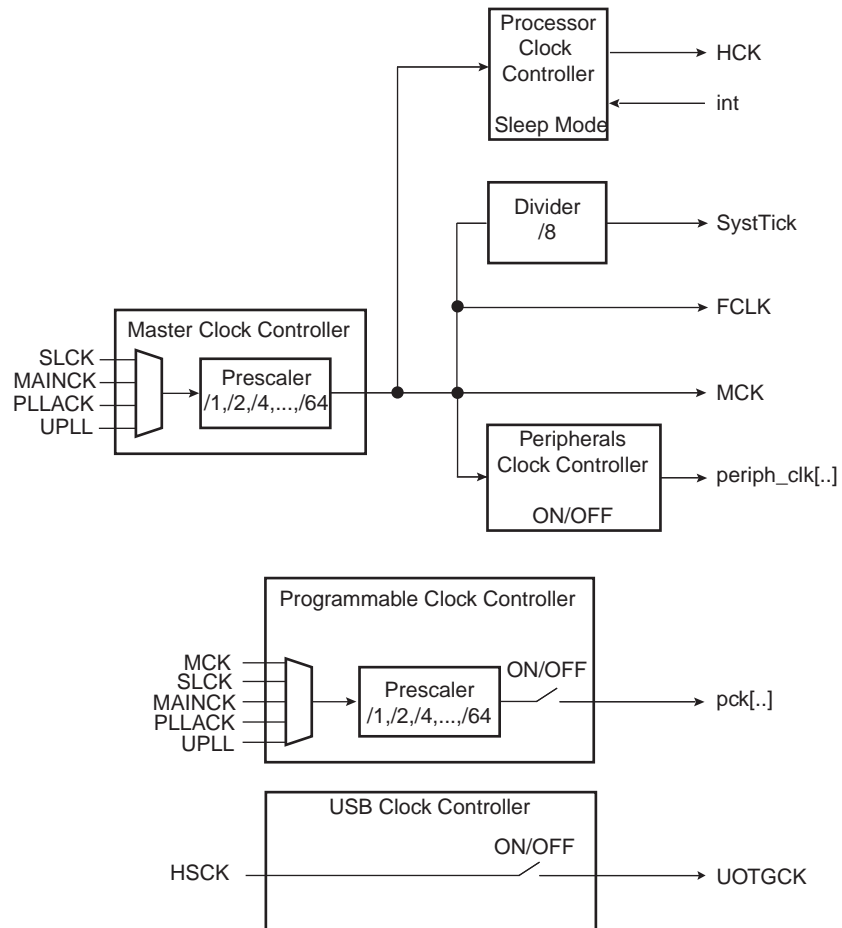 Processor
Clock
Controller
Sleep Mode
HCK
int
Divider
/8
SystTick
FCLK
Master Clock Controller
SLCK
MAINCK
PLLACK
UPLL
Prescaler
/1,/2,/4,...,/64
MCK
Peripherals
Clock Controller
ON/OFF
periph_clk[..]
Programmable Clock Controller
MCK
SLCK
MAINCK
PLLACK
UPLL
Prescaler
/1,/2,/4,...,/64
ON/OFF
pck[..]
USB Clock Controller
HSCK
ON/OFF
UOTGCK